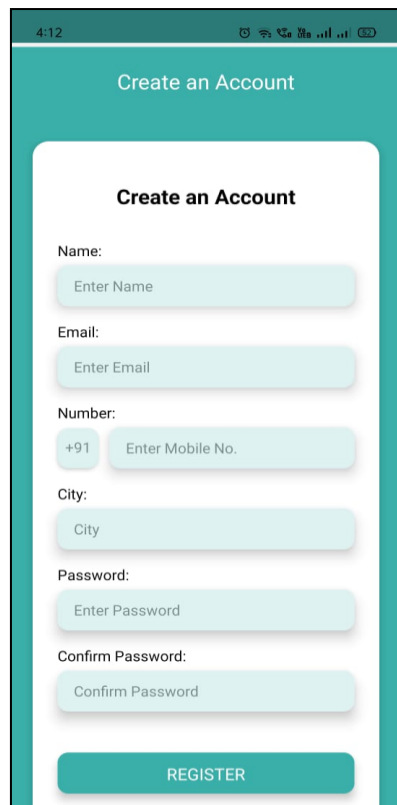 4:12
82
Create an Account
Create an Account
Name:
Enter Name
Email:
Enter Email
Number:
+91 Enter Mobile No.
City:
City
Password:
Enter Password
Confirm Password:
Confirm Password
REGISTER